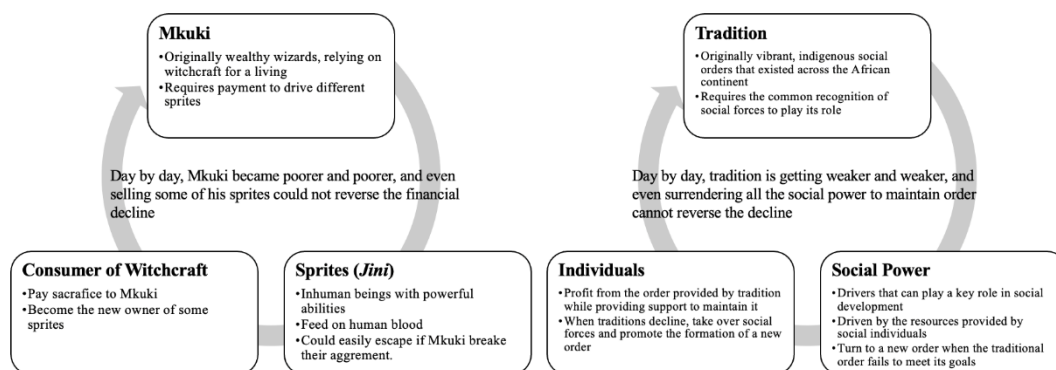 Mkuki
•Originally wealthy wizards, relying on
witchcraft for a living
•Requires payment to drive different
sprites
Day by day, Mkuki became poorer and poorer, and even
selling some of his sprites could not reverse the financial
decline
Consumer of Witchcraft
•Pay sacrafice to Mkuki
•Become the new owner of some
sprites
Sprites (Jini)
•Inhuman beings with powerful
abilities
•Feed on human blood
•Could easily escape if Mkuki breake
their aggrement.
Tradition
•Originally vibrant, indigenous social
orders that existed across the African
continent
•Requires the common recognition of
social forces to play its role
Day by day, tradition is getting weaker and weaker, and
even surrendering all the social power to maintain order
cannot reverse the decline
Individuals
•Profit from the order provided by tradition
while providing support to maintain it
•When traditions decline, take over social
forces and promote the formation of a new
order
Social Power
•Drivers that can play a key role in social
development
•Driven by the resources provided by
social individuals
•Turn to a new order when the traditional
order fails to meet its goals